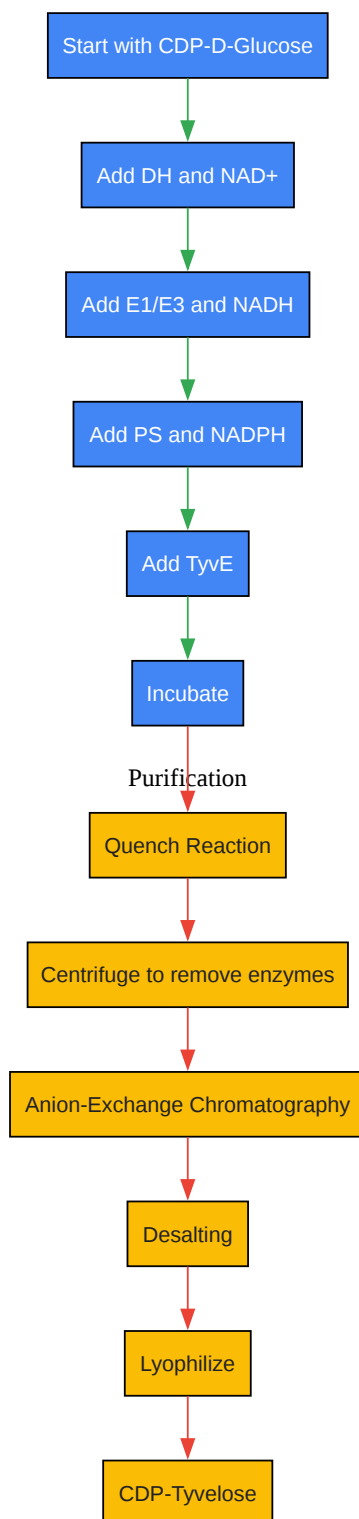 Start with CDP-D-Glucose
Add DH and NAD+
Add E1/E3 and NADH
Add PS and NADPH
Add TyvE
Incubate
Purification
Quench Reaction
Centrifuge to remove enzymes
Anion-Exchange Chromatography
Desalting
Lyophilize
CDP-Tyvelose